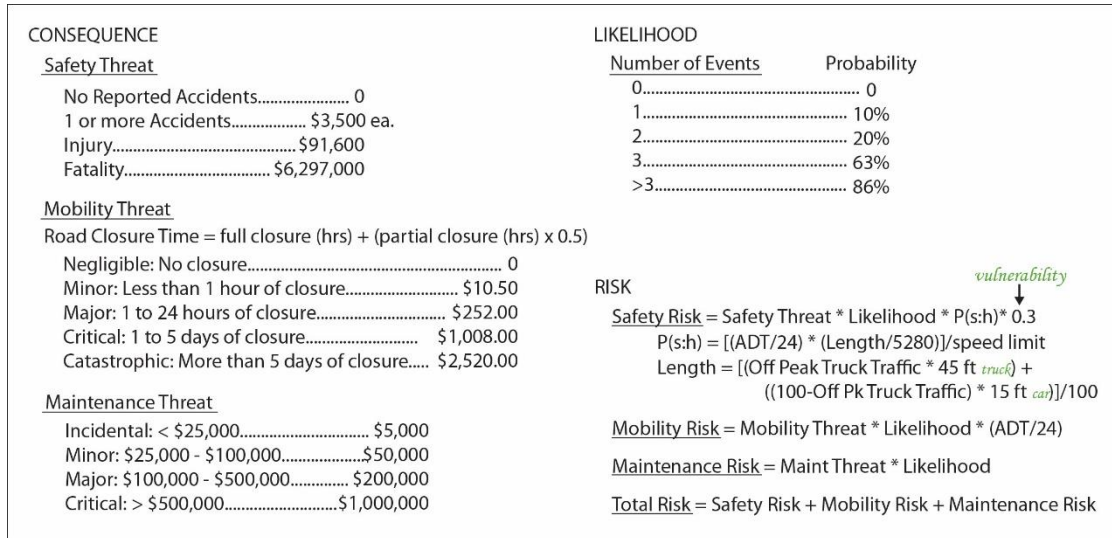 CONSEQUENCE
Safety Threat
No Reported Accidents...................... 0
1 or more Accidents.................. $3,500 ea.
Injury............................................$91,600
Fatality................................... $6,297,000
Mobility Threat
Road Closure Time = full closure (hrs) + (partial closure (hrs) x 0.5)
Negligible: No closure............................................................. 0
Minor: Less than 1 hour of closure........................... $10.50
Major: 1 to 24 hours of closure............................... $252.00
Critical: 1 to 5 days of closure........................... $1,008.00
Catastrophic: More than 5 days of closure..... $2,520.00
Maintenance Threat
Incidental: < $25,000............................... $5,000
Minor: $25,000 - $100,000......................$50,000
Major: $100,000 - $500,000.............. $200,000
Critical: > $500,000...........................$1,000,000
LIKELIHOOD
Number of Events Probability
0...................................................... 0
1.................................................. 10%
2.................................................. 20%
3.................................................. 63%
>3............................................... 86%
vulnerability
RISK
Safety Risk = Safety Threat * Likelihood * P(s:h)* 0.3
P(s:h) = [(ADT/24) * (Length/5280)]/speed limit
Length = [(Off Peak Truck Traffic * 45 ft truck) +
((100-Off Pk Truck Traffic) * 15 ft car)]/100
Mobility Risk = Mobility Threat * Likelihood * (ADT/24)
Maintenance Risk = Maint Threat * Likelihood
Total Risk = Safety Risk + Mobility Risk + Maintenance Risk